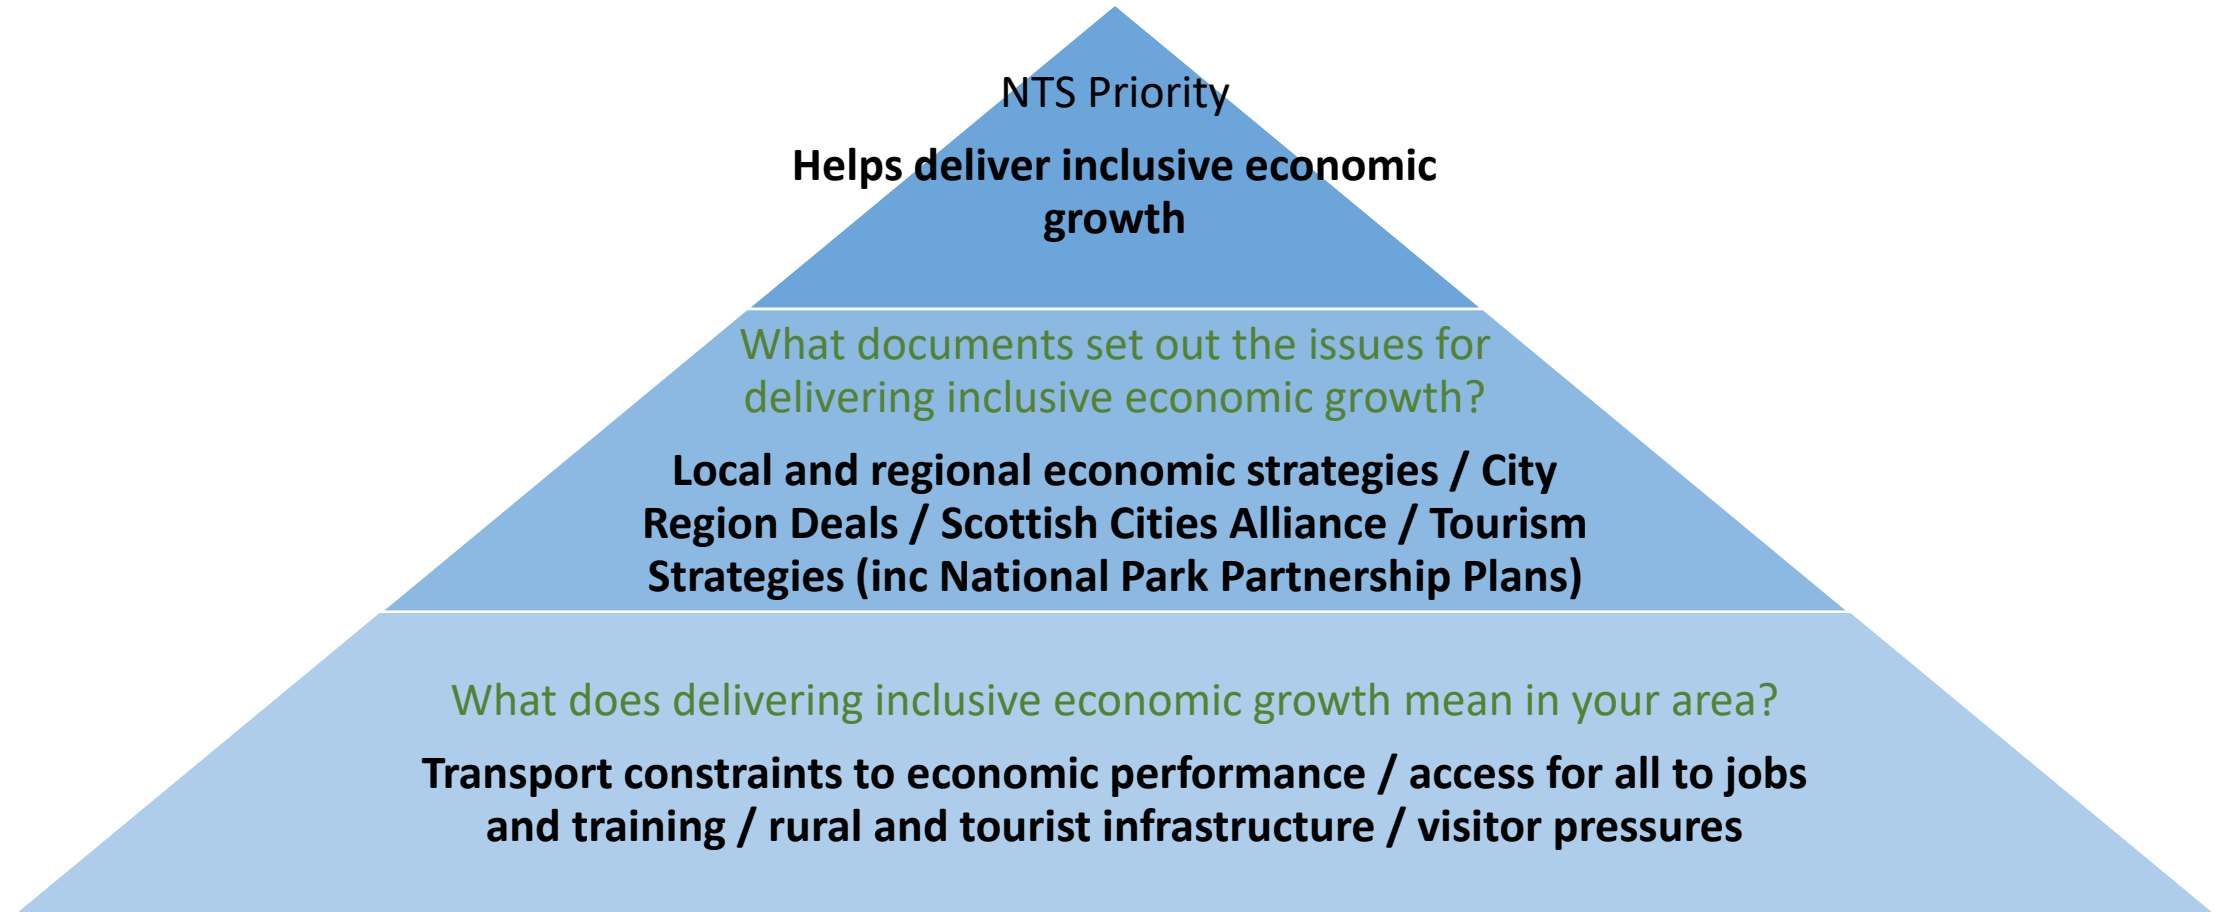 NTS Priority
Helps deliver inclusive economic
growth
What documents set out the issues for
delivering inclusive economic growth?
Local and regional economic strategies / City
Region Deals / Scottish Cities Alliance / Tourism
Strategies (inc National Park Partnership Plans)
What does delivering inclusive economic growth mean in your area?
Transport constraints to economic performance / access for all to jobs
and training / rural and tourist infrastructure / visitor pressures